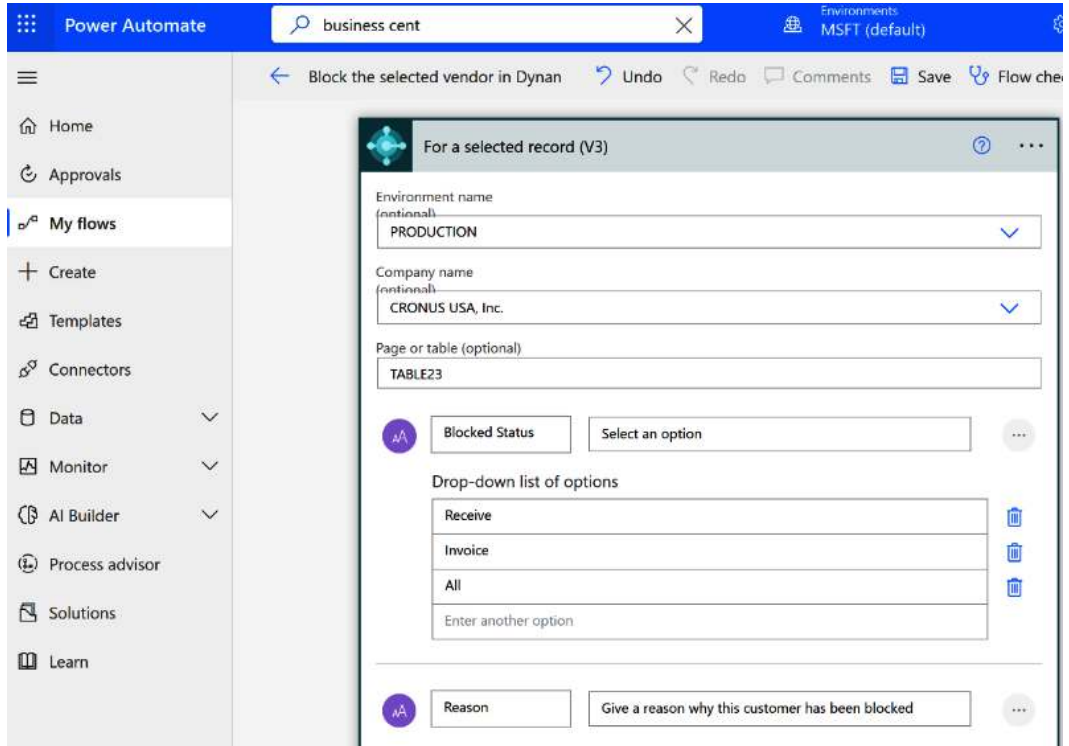 Power Automate
business cent
Environments
MSFT (default)
Block the selected vendor in Dynan
Undo
Redo
Comments
Save
Flow che
Home
Approvals
My flows
Create
Templates
Connectors
Data
Monitor
AI Builder
Process advisor
Solutions
Learn
For a selected record (V3)
Environment name
(optional)
PRODUCTION
Company name
(optional)
CRONUS USA, Inc.
Page or table (optional)
TABLE23
AA Blocked Status Select an option
Drop-down list of options
Receive
Invoice
All
Enter another option
AA Reason Give a reason why this customer has been blocked